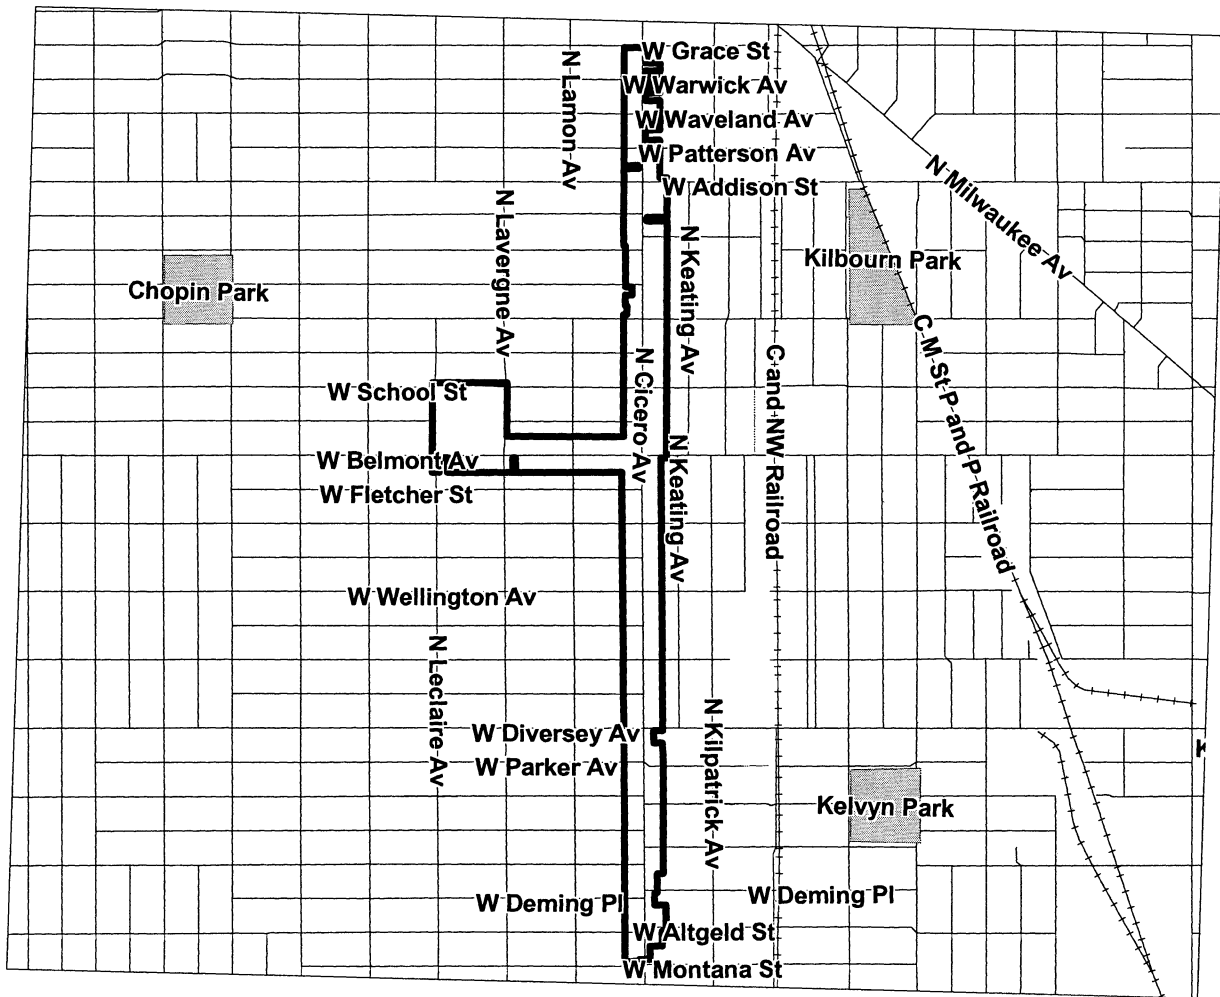 W Grace St
W Warwick Av
N Lamon Av
W Waveland Av
W Patterson Av
W Addison St
N Milwaukee Av
N Lavergne Av
N Keating Av
Kilbourn Park
Chopin Park
C M St P and P Railroad
C and NW Railroad
N Cicero Av
W School St
W Belmont Av
N Keating Av
W Fletcher St
W Wellington Av
N Leclaire Av
N Kilpatrick Av
W Diversey Av
W Parker Av
Kelvyn Park
W Deming Pl
W Deming Pl
W Altgeld St
W Montana St